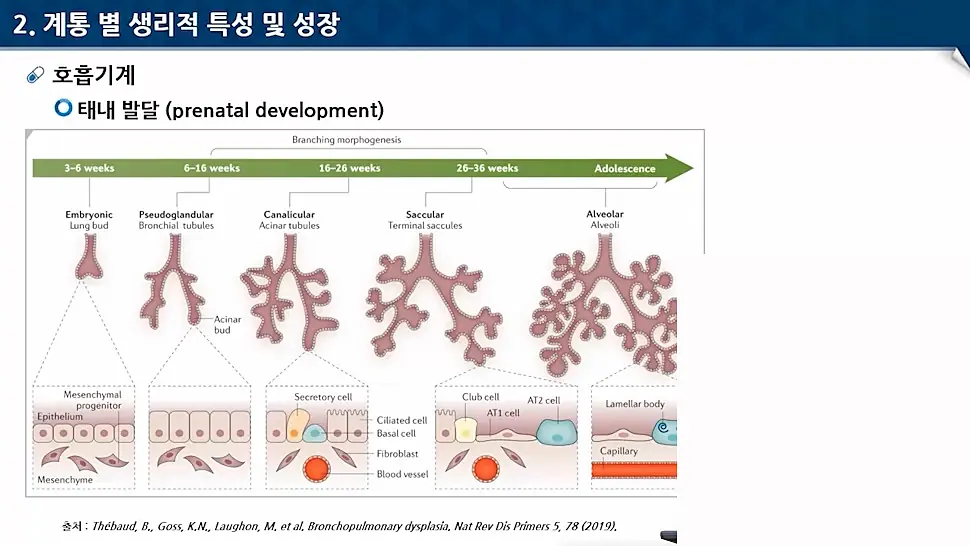 2. 계통 별 생리적 특성 및 성장
호흡기계
태내 발달 (prenatal development)
Branching morphogenesis
3–6 weeks 6–16 weeks 16–26 weeks 26–36 weeks Adolescence
Embryonic Pseudoglandular Canalicular Saccular Alveolar
Lung bud Bronchial tubules Acinar tubules Terminal saccules Alveoli
Acinar
bud
Mesenchymal
progenitor
Epithelium
Mesenchyme
Secretory cell
Ciliated cell
Basal cell
Fibroblast
Blood vessel
Club cell
AT2 cell
AT1 cell
Lamellar body
Capillary
출처 : Thébaud, B., Goss, K.N., Laughon, M. et al. Bronchopulmonary dysplasia. Nat Rev Dis Primers 5, 78 (2019).